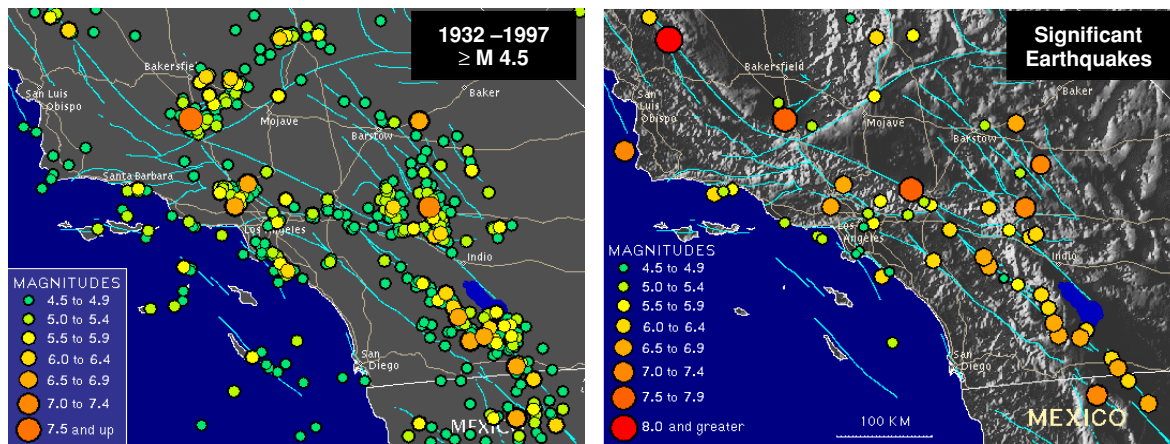 1932 –1997
≥ M 4.5
Bakersfie
San Luis
Obispo
Baker
Mojave
Barstow
Santa Barbara
Los Angeles
Indio
San
Diego
MEXICO
MAGNITUDES
4.5 to 4.9
5.0 to 5.4
5.5 to 5.9
6.0 to 6.4
6.5 to 6.9
7.0 to 7.4
7.5 and up
Significant
Earthquakes
Bakersfield
San
Luis
Obispo
Baker
Mojave
Barstow
Los
Angeles
Indio
San
Diego
MEXICO
MAGNITUDES
4.5 to 4.9
5.0 to 5.4
5.5 to 5.9
6.0 to 6.4
6.5 to 6.9
7.0 to 7.4
7.5 to 7.9
8.0 and greater
100 KM